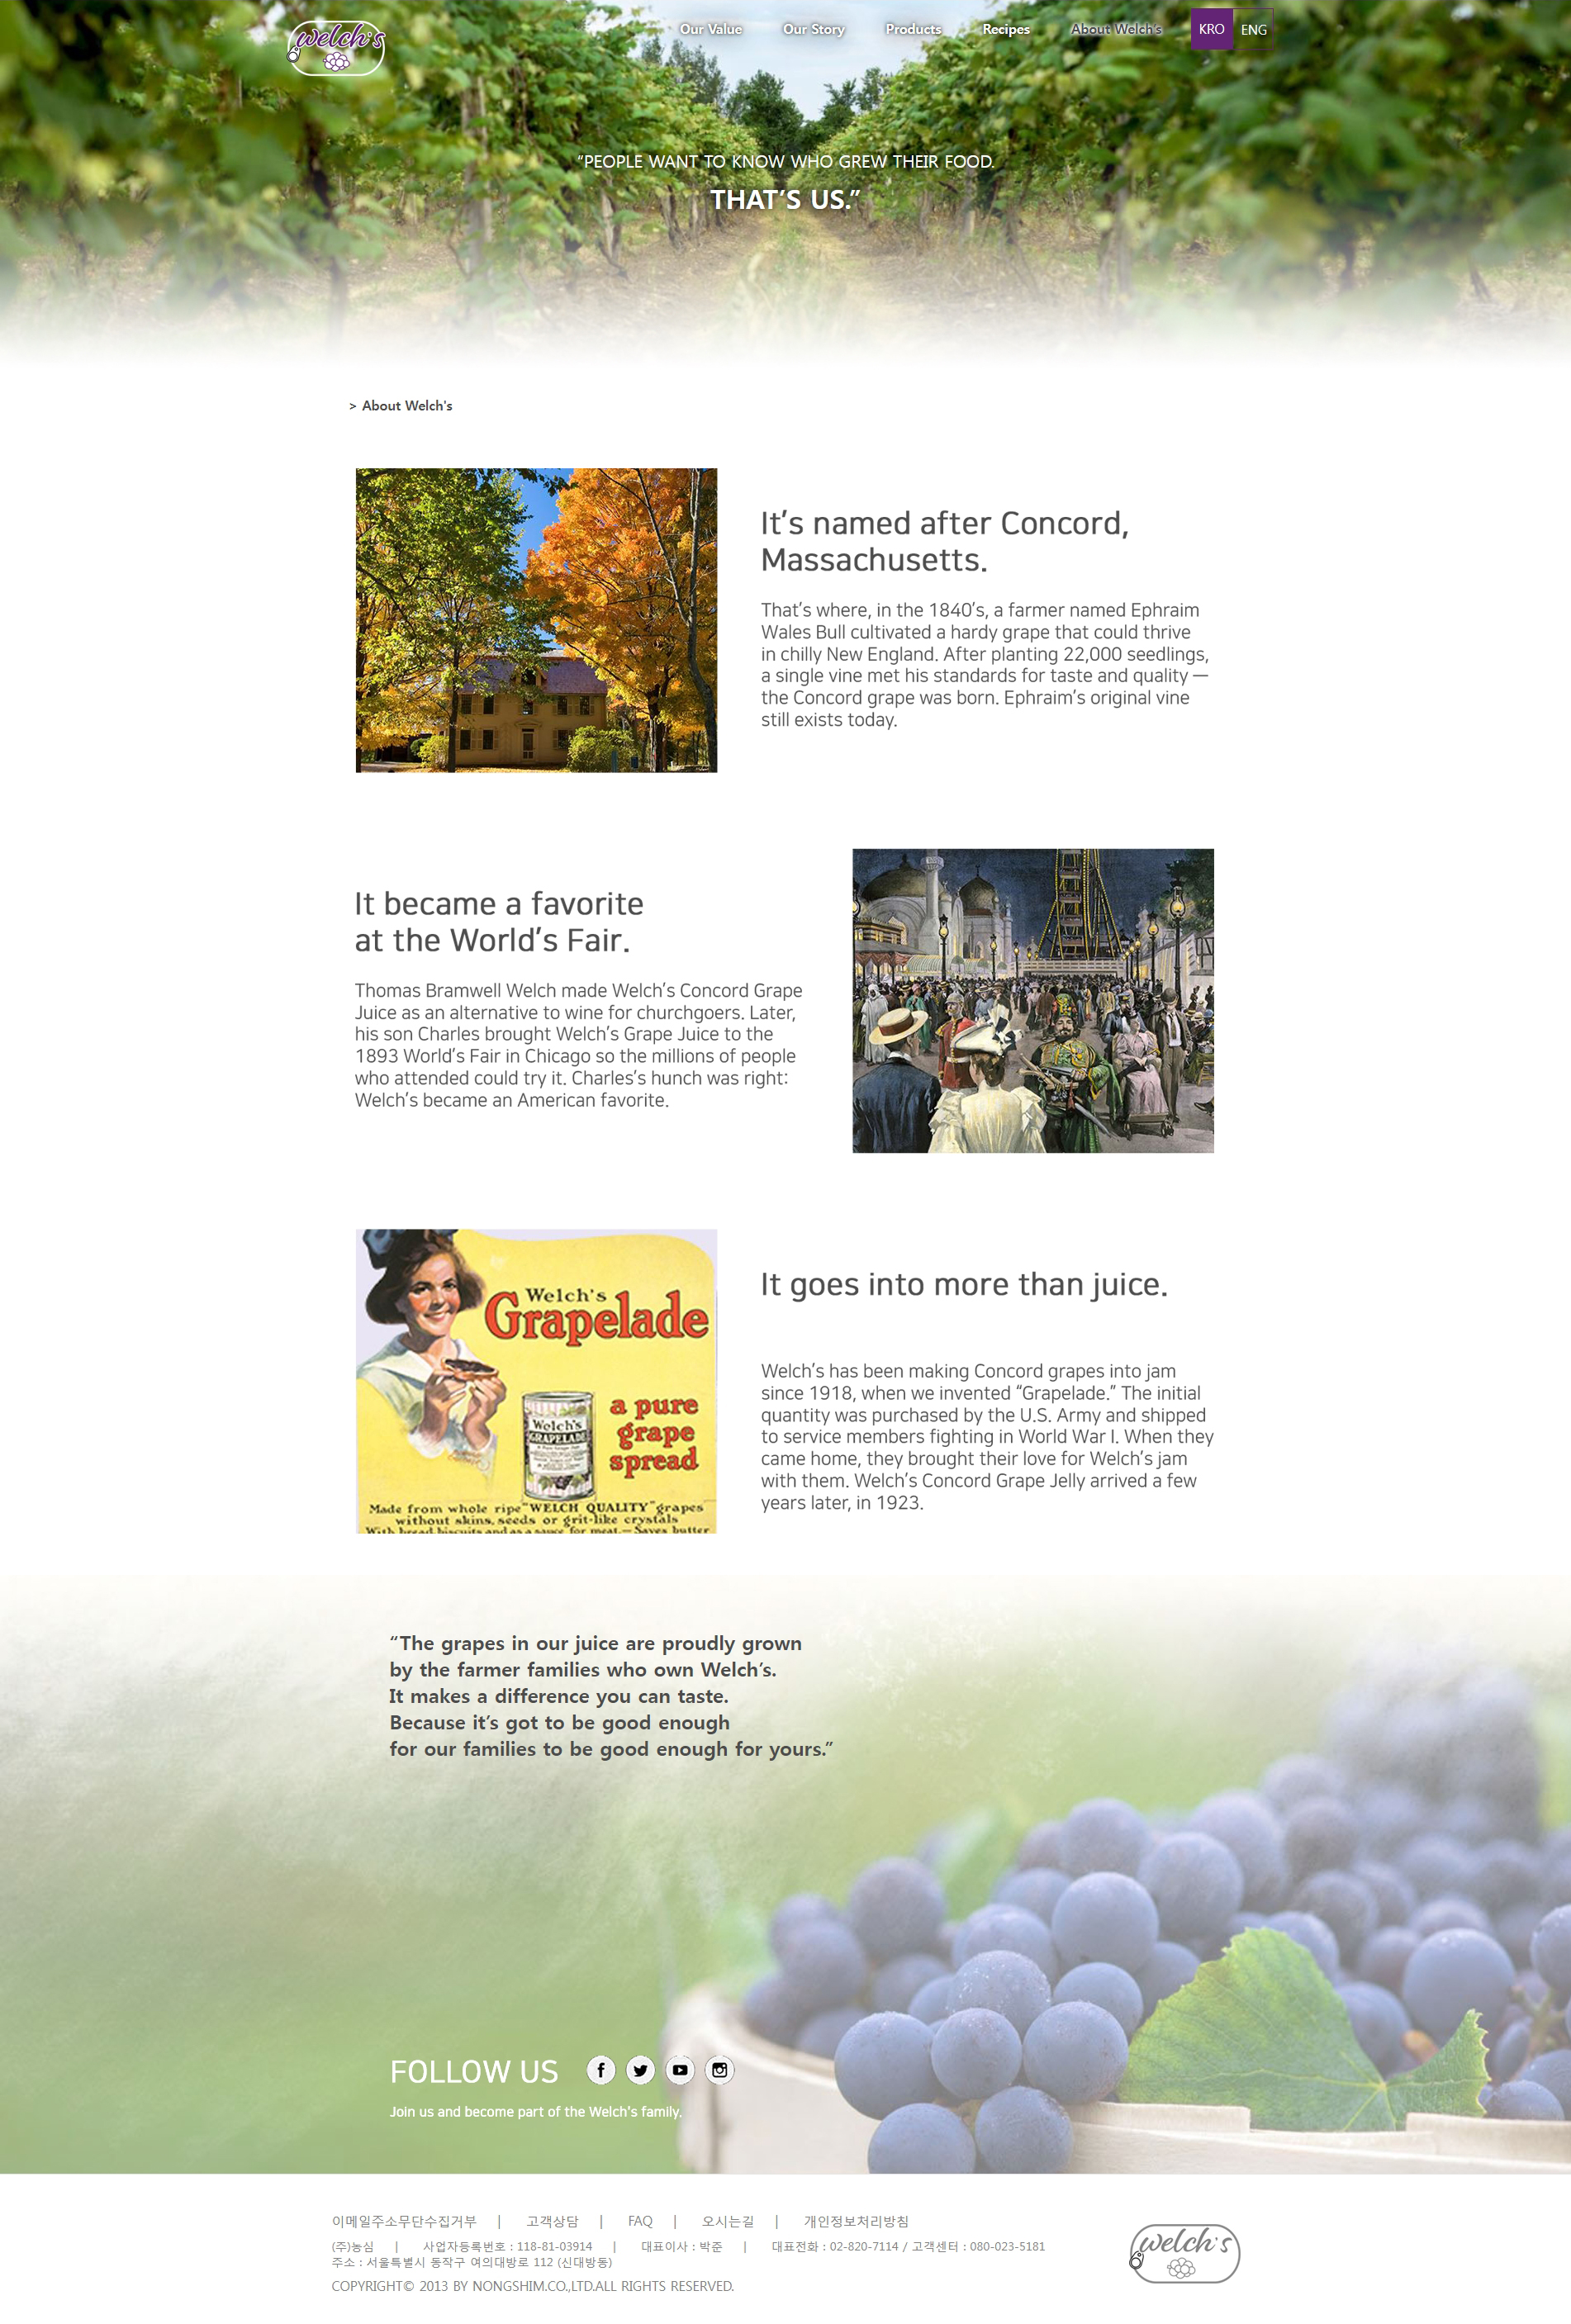 welch's
Our Value Our Story Products Recipes About Welch's KRO ENG
“PEOPLE WANT TO KNOW WHO GREW THEIR FOOD.
THAT’S US.”
> About Welch's
It’s named after Concord,
Massachusetts.
That’s where, in the 1840’s, a farmer named Ephraim
Wales Bull cultivated a hardy grape that could thrive
in chilly New England. After planting 22,000 seedlings,
a single vine met his standards for taste and quality —
the Concord grape was born. Ephraim’s original vine
still exists today.
It became a favorite
at the World’s Fair.
Thomas Bramwell Welch made Welch’s Concord Grape
Juice as an alternative to wine for churchgoers. Later,
his son Charles brought Welch’s Grape Juice to the
1893 World’s Fair in Chicago so the millions of people
who attended could try it. Charles’s hunch was right:
Welch’s became an American favorite.
Welch's
Grapelade
a pure
grape
spread
Welch's
GRAPELADE
Made from whole ripe "WELCH QUALITY" grapes
without skins, seeds or grit-like crystals
With bread, biscuits and as a sauce for meat.—Saves butter
It goes into more than juice.
Welch’s has been making Concord grapes into jam
since 1918, when we invented “Grapelade.” The initial
quantity was purchased by the U.S. Army and shipped
to service members fighting in World War I. When they
came home, they brought their love for Welch’s jam
with them. Welch’s Concord Grape Jelly arrived a few
years later, in 1923.
“The grapes in our juice are proudly grown
by the farmer families who own Welch’s.
It makes a difference you can taste.
Because it’s got to be good enough
for our families to be good enough for yours.”
FOLLOW US
Join us and become part of the Welch's family.
이메일주소무단수집거부 | 고객상담 | FAQ | 오시는길 | 개인정보처리방침
(주)농심 | 사업자등록번호 : 118-81-03914 | 대표이사 : 박준 | 대표전화 : 02-820-7114 / 고객센터 : 080-023-5181
주소 : 서울특별시 동작구 여의대방로 112 (신대방동)
COPYRIGHT© 2013 BY NONGSHIM.CO.,LTD.ALL RIGHTS RESERVED.
welch's